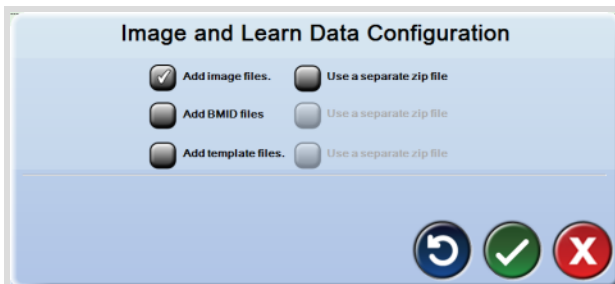 Image and Learn Data Configuration
Add image files. Use a separate zip file
Add BMID files Use a separate zip file
Add template files. Use a separate zip file